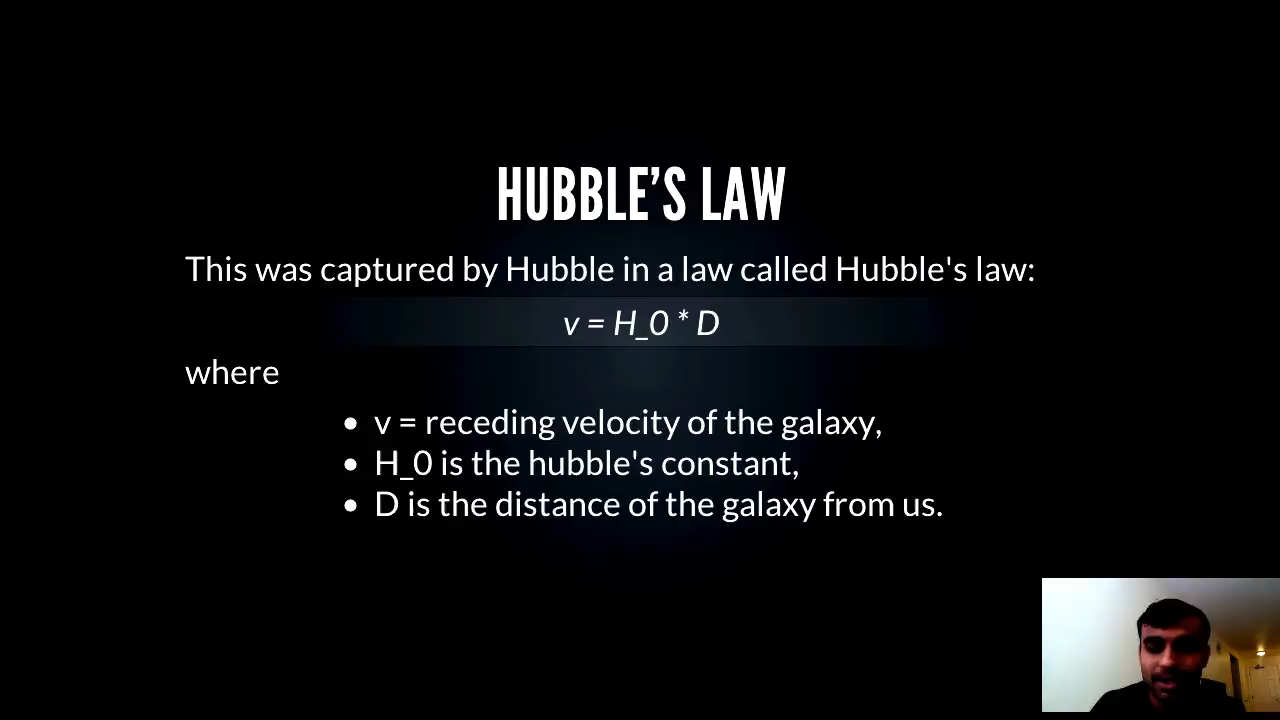 HUBBLE’S LAW
This was captured by Hubble in a law called Hubble's law:
v = H_0 * D
where
• v = receding velocity of the galaxy,
• H_0 is the hubble's constant,
• D is the distance of the galaxy from us.